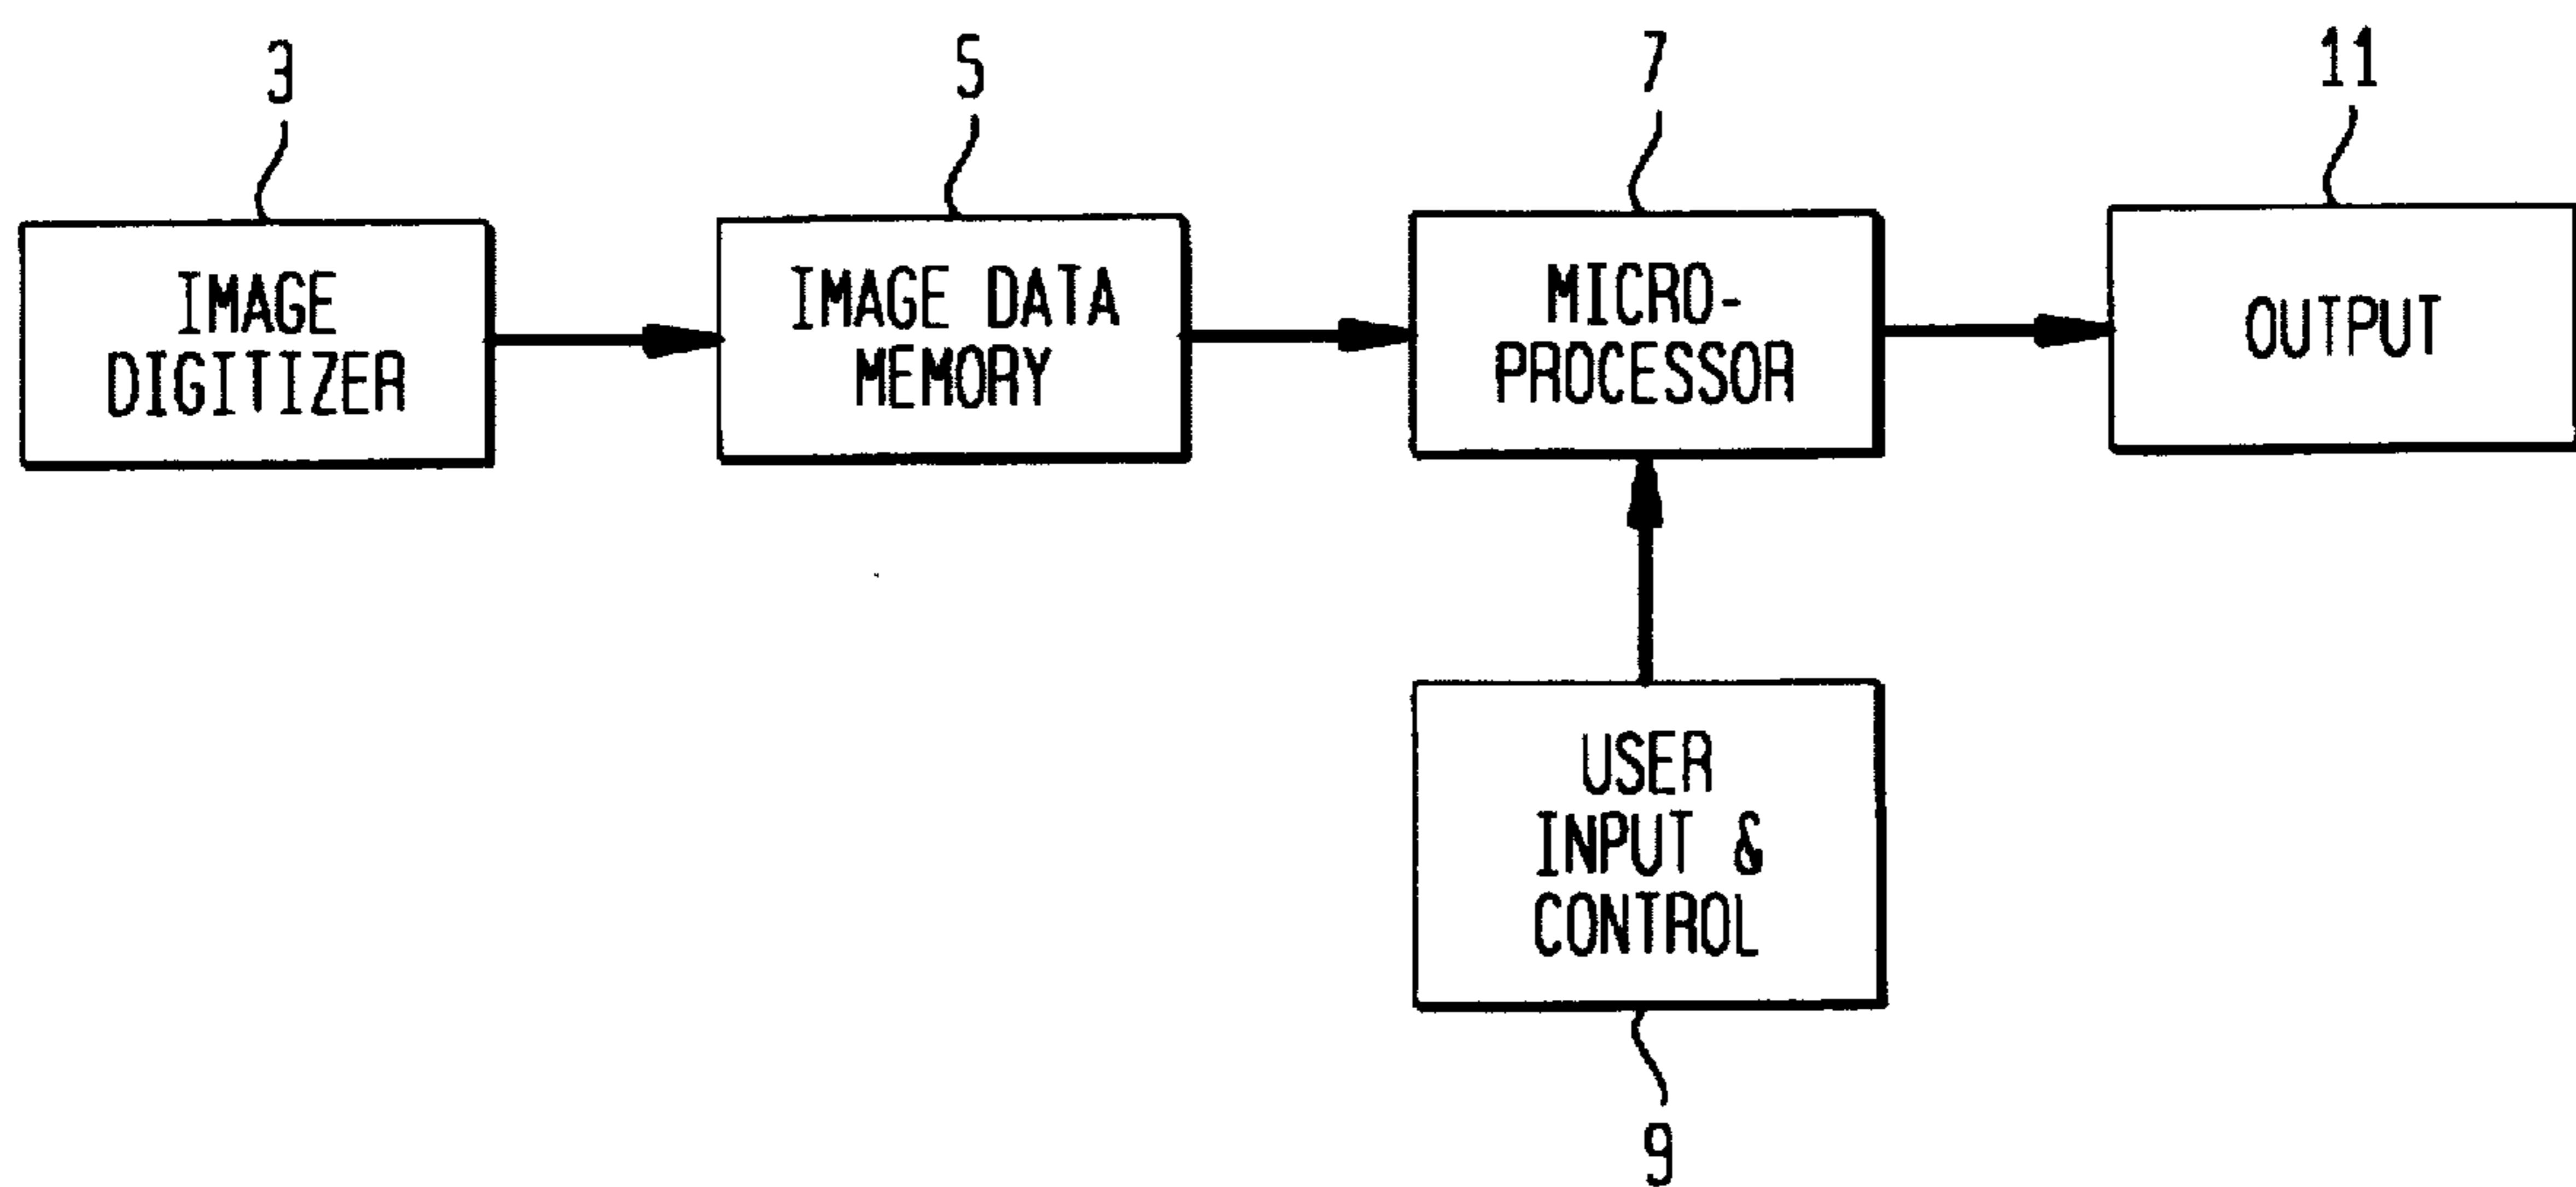 3
5
7
11
IMAGE
DIGITIZER
IMAGE DATA
MEMORY
MICRO-
PROCESSOR
OUTPUT
USER
INPUT &
CONTROL
9